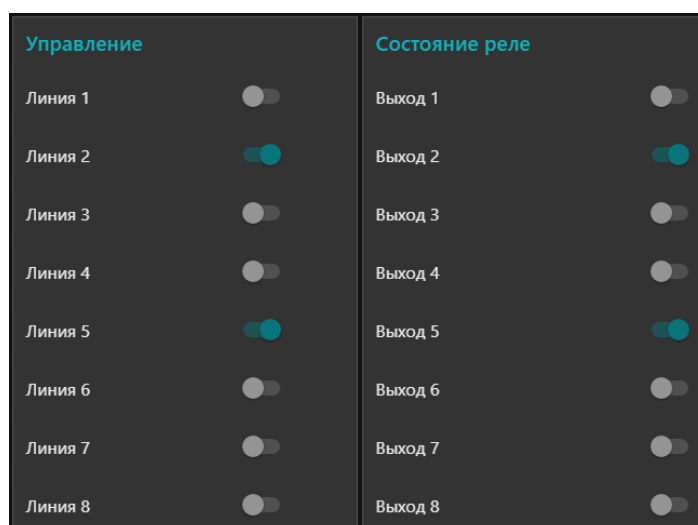 Управление
Линия 1
Линия 2
Линия 3
Линия 4
Линия 5
Линия 6
Линия 7
Линия 8
Состояние реле
Выход 1
Выход 2
Выход 3
Выход 4
Выход 5
Выход 6
Выход 7
Выход 8